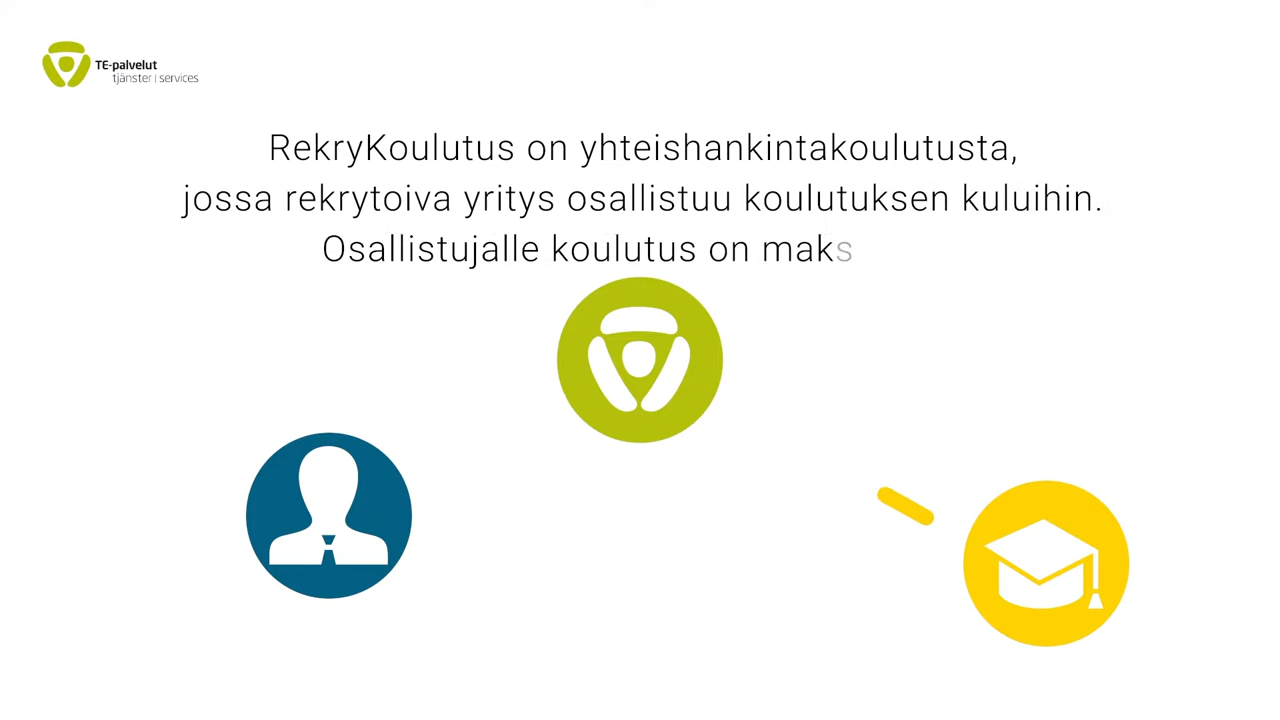 TE-palvelut
tjänster | services
RekryKoulutus on yhteishankintakoulutusta,
jossa rekrytoiva yritys osallistuu koulutuksen kuluihin.
Osallistujalle koulutus on maks